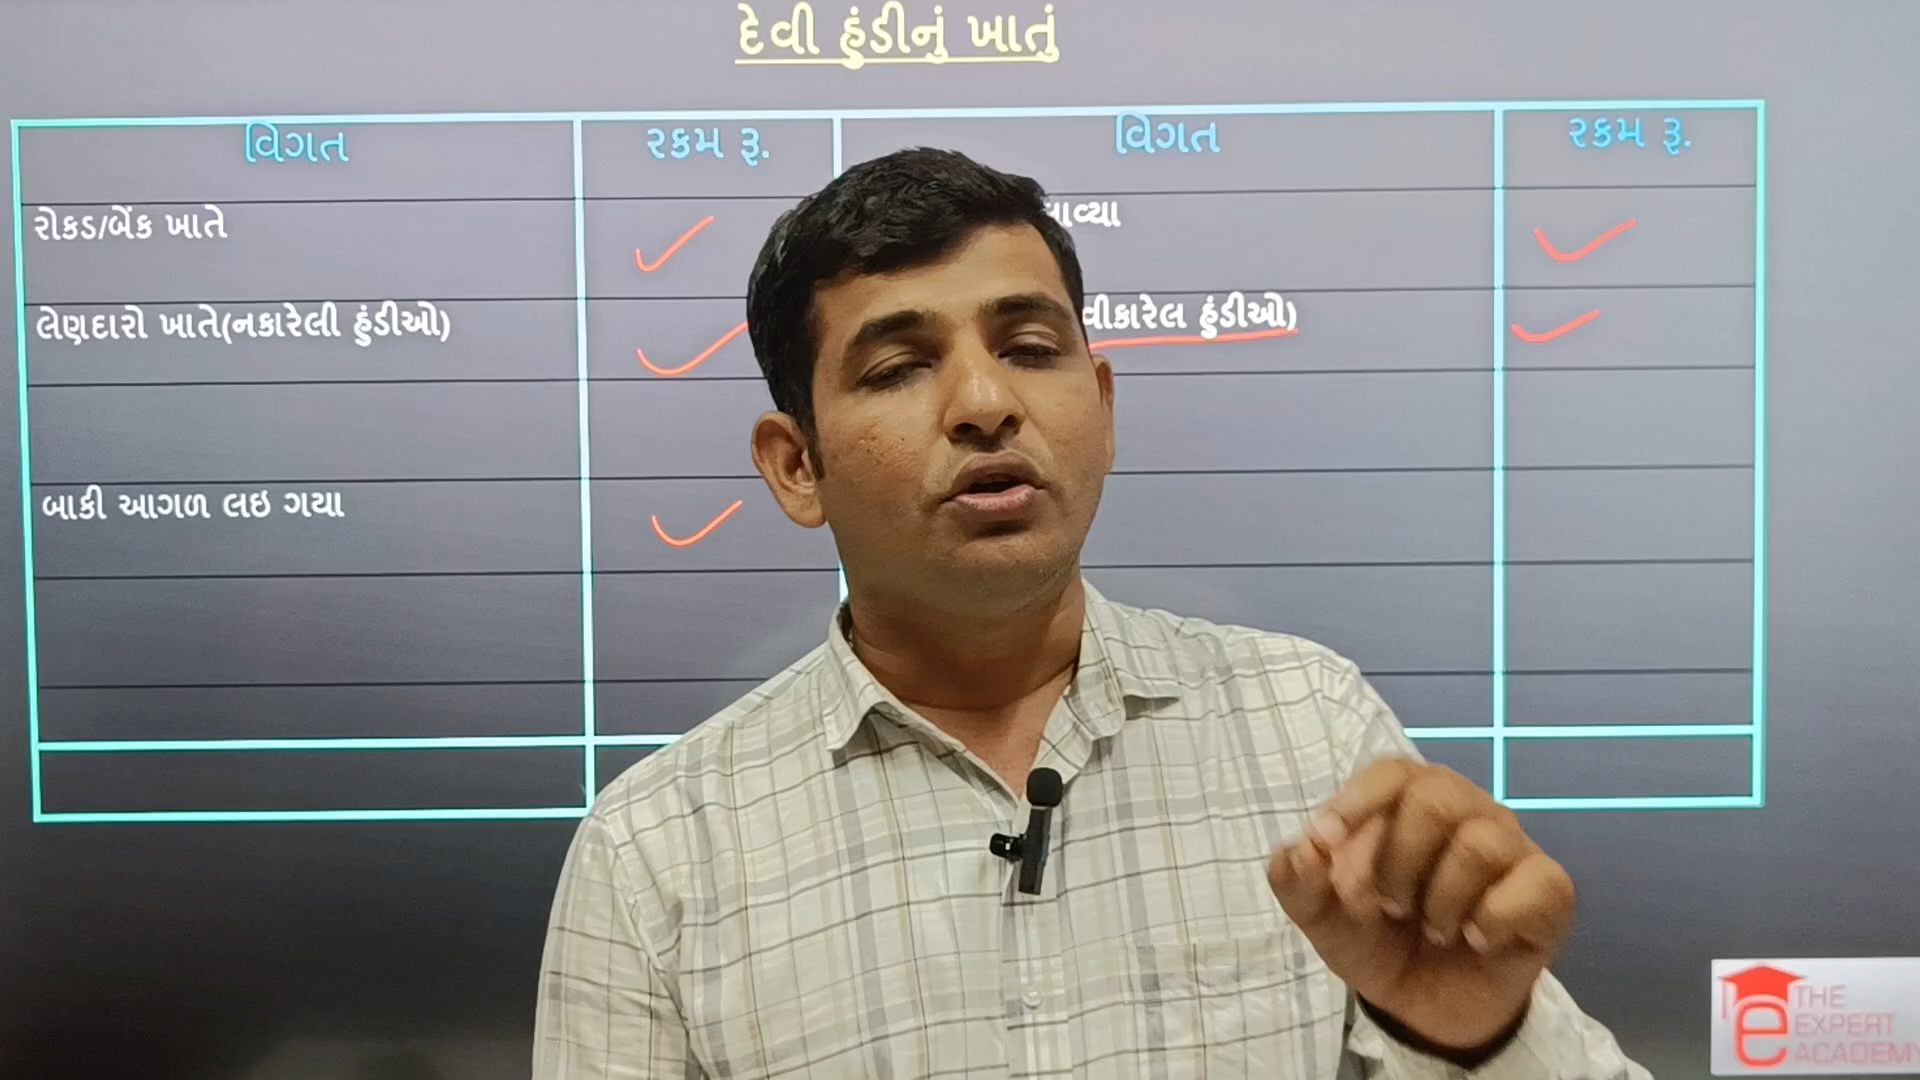 દેવી હુંડીનું ખાતું
વિગત રકમ રૂ. વિગત રકમ રૂ.
રોકડ/બેંક ખાતે
લેણદારો ખાતે(નકારેલી હુંડીઓ) હુંડીઓ)
બાકી આગળ લઇ ગયા
THE
EXPERT
ACADEMY